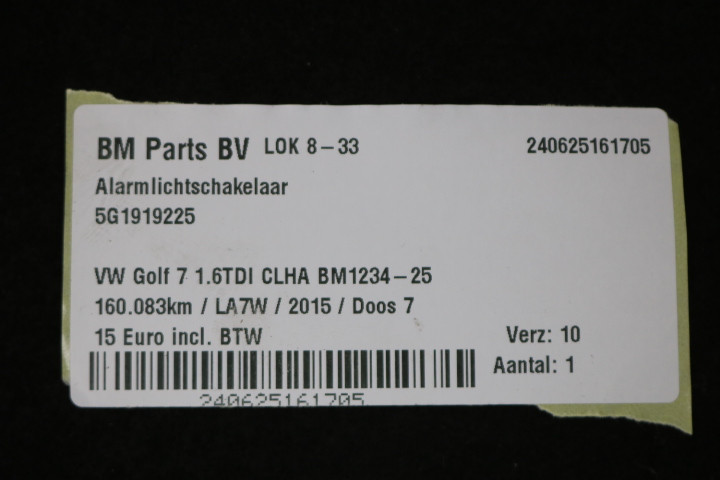 BM Parts BV LOK 8-33 240625161705
Alarmlichtschakelaar
5G1919225
VW Golf 7 1.6TDI CLHA BM1234-25
160.083km / LA7W / 2015 / Doos 7
15 Euro incl. BTW Verz: 10
Aantal: 1
240625161705